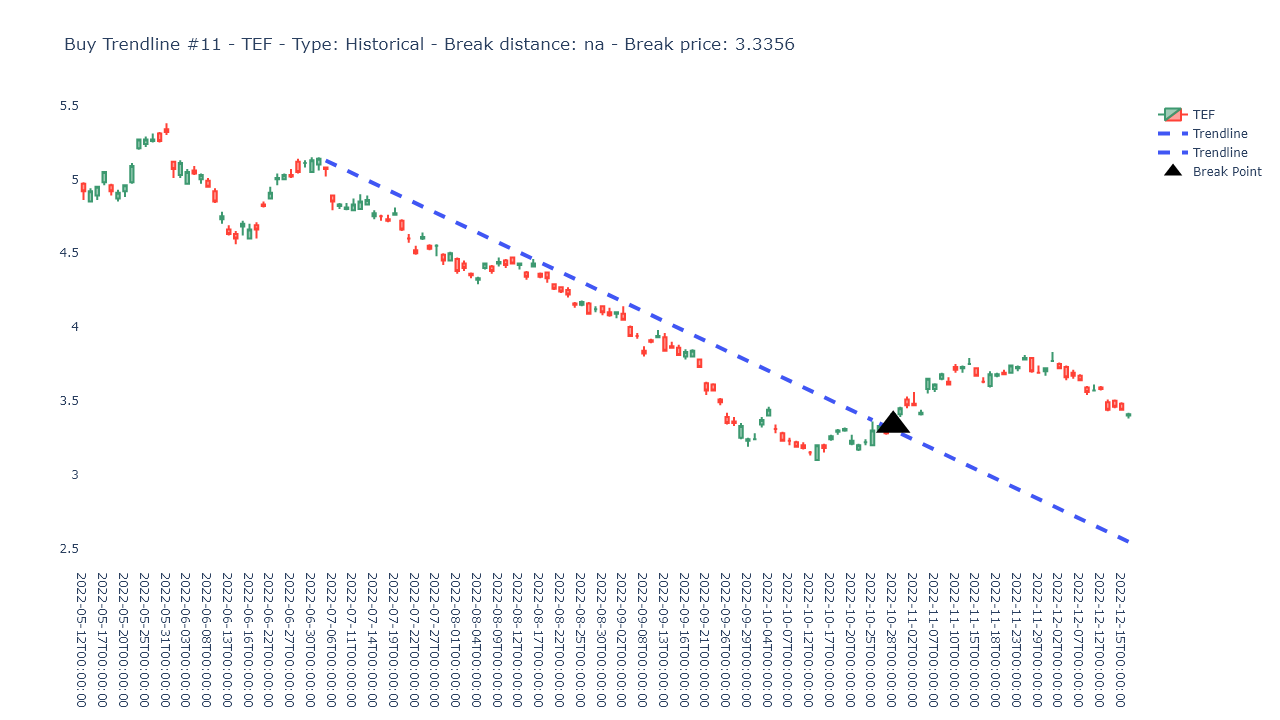 Buy Trendline #11 - TEF - Type: Historical - Break distance: na - Break price: 3.3356
5.5
5
4.5
4
3.5
3
2.5
TEF
Trendline
Trendline
Break Point
2022-05-12T00:00:00
2022-05-17T00:00:00
2022-05-20T00:00:00
2022-05-25T00:00:00
2022-05-31T00:00:00
2022-06-03T00:00:00
2022-06-08T00:00:00
2022-06-13T00:00:00
2022-06-16T00:00:00
2022-06-22T00:00:00
2022-06-27T00:00:00
2022-06-30T00:00:00
2022-07-06T00:00:00
2022-07-11T00:00:00
2022-07-14T00:00:00
2022-07-19T00:00:00
2022-07-22T00:00:00
2022-07-27T00:00:00
2022-08-01T00:00:00
2022-08-04T00:00:00
2022-08-09T00:00:00
2022-08-12T00:00:00
2022-08-17T00:00:00
2022-08-22T00:00:00
2022-08-25T00:00:00
2022-08-30T00:00:00
2022-09-02T00:00:00
2022-09-08T00:00:00
2022-09-13T00:00:00
2022-09-16T00:00:00
2022-09-21T00:00:00
2022-09-26T00:00:00
2022-09-29T00:00:00
2022-10-04T00:00:00
2022-10-07T00:00:00
2022-10-12T00:00:00
2022-10-17T00:00:00
2022-10-20T00:00:00
2022-10-25T00:00:00
2022-10-28T00:00:00
2022-11-02T00:00:00
2022-11-07T00:00:00
2022-11-10T00:00:00
2022-11-15T00:00:00
2022-11-18T00:00:00
2022-11-23T00:00:00
2022-11-29T00:00:00
2022-12-02T00:00:00
2022-12-07T00:00:00
2022-12-12T00:00:00
2022-12-15T00:00:00